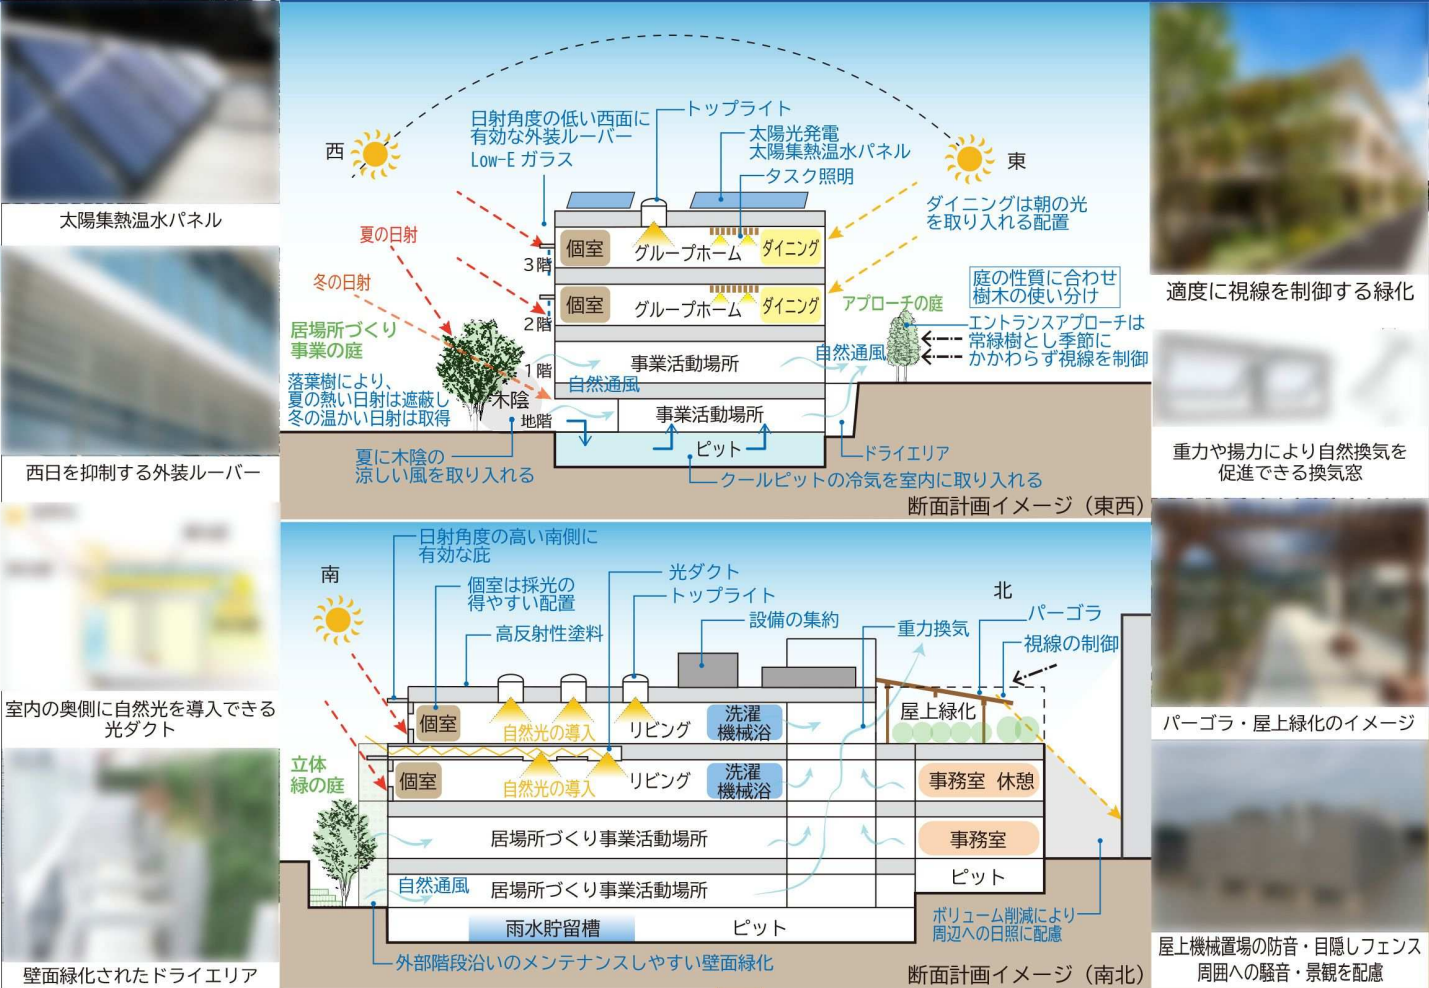 太陽集熱温水パネル
西日を抑制する外装ルーバー
室内の奥側に自然光を導入できる
光ダクト
壁面緑化されたドライエリア
西
日射角度の低い西面に
有効な外装ルーバー
Low-E ガラス
トップライト
太陽光発電
太陽集熱温水パネル
タスク照明
東
ダイニングは朝の光
を取り入れる配置
夏の日射
冬の日射
個室
グループホーム
ダイニング
3階
個室
グループホーム
ダイニング
2階
居場所づくり
事業の庭
落葉樹により、
夏の熱い日射は遮蔽し
冬の温かい日射は取得
木陰
1階
自然通風
事業活動場所
自然通風
地階
事業活動場所
ピット
アプローチの庭
庭の性質に合わせ
樹木の使い分け
エントランスアプローチは
常緑樹とし季節に
かかわらず視線を制御
夏に木陰の
涼しい風を取り入れる
ドライエリア
クールピットの冷気を室内に取り入れる
断面計画イメージ（東西）
日射角度の高い南側に
有効な庇
南
個室は採光の
得やすい配置
高反射性塗料
光ダクト
トップライト
設備の集約
重力換気
北
パーゴラ
視線の制御
個室
自然光の導入
リビング
洗濯
機械浴
屋上緑化
立体
緑の庭
個室
自然光の導入
リビング
洗濯
機械浴
事務室 休憩
居場所づくり事業活動場所
事務室
自然通風
居場所づくり事業活動場所
ピット
雨水貯留槽
ピット
ボリューム削減により
周辺への日照に配慮
外部階段沿いのメンテナンスしやすい壁面緑化
断面計画イメージ（南北）
適度に視線を制御する緑化
重力や揚力により自然換気を
促進できる換気窓
パーゴラ・屋上緑化のイメージ
屋上機械置場の防音・目隠しフェンス
周囲への騒音・景観を配慮